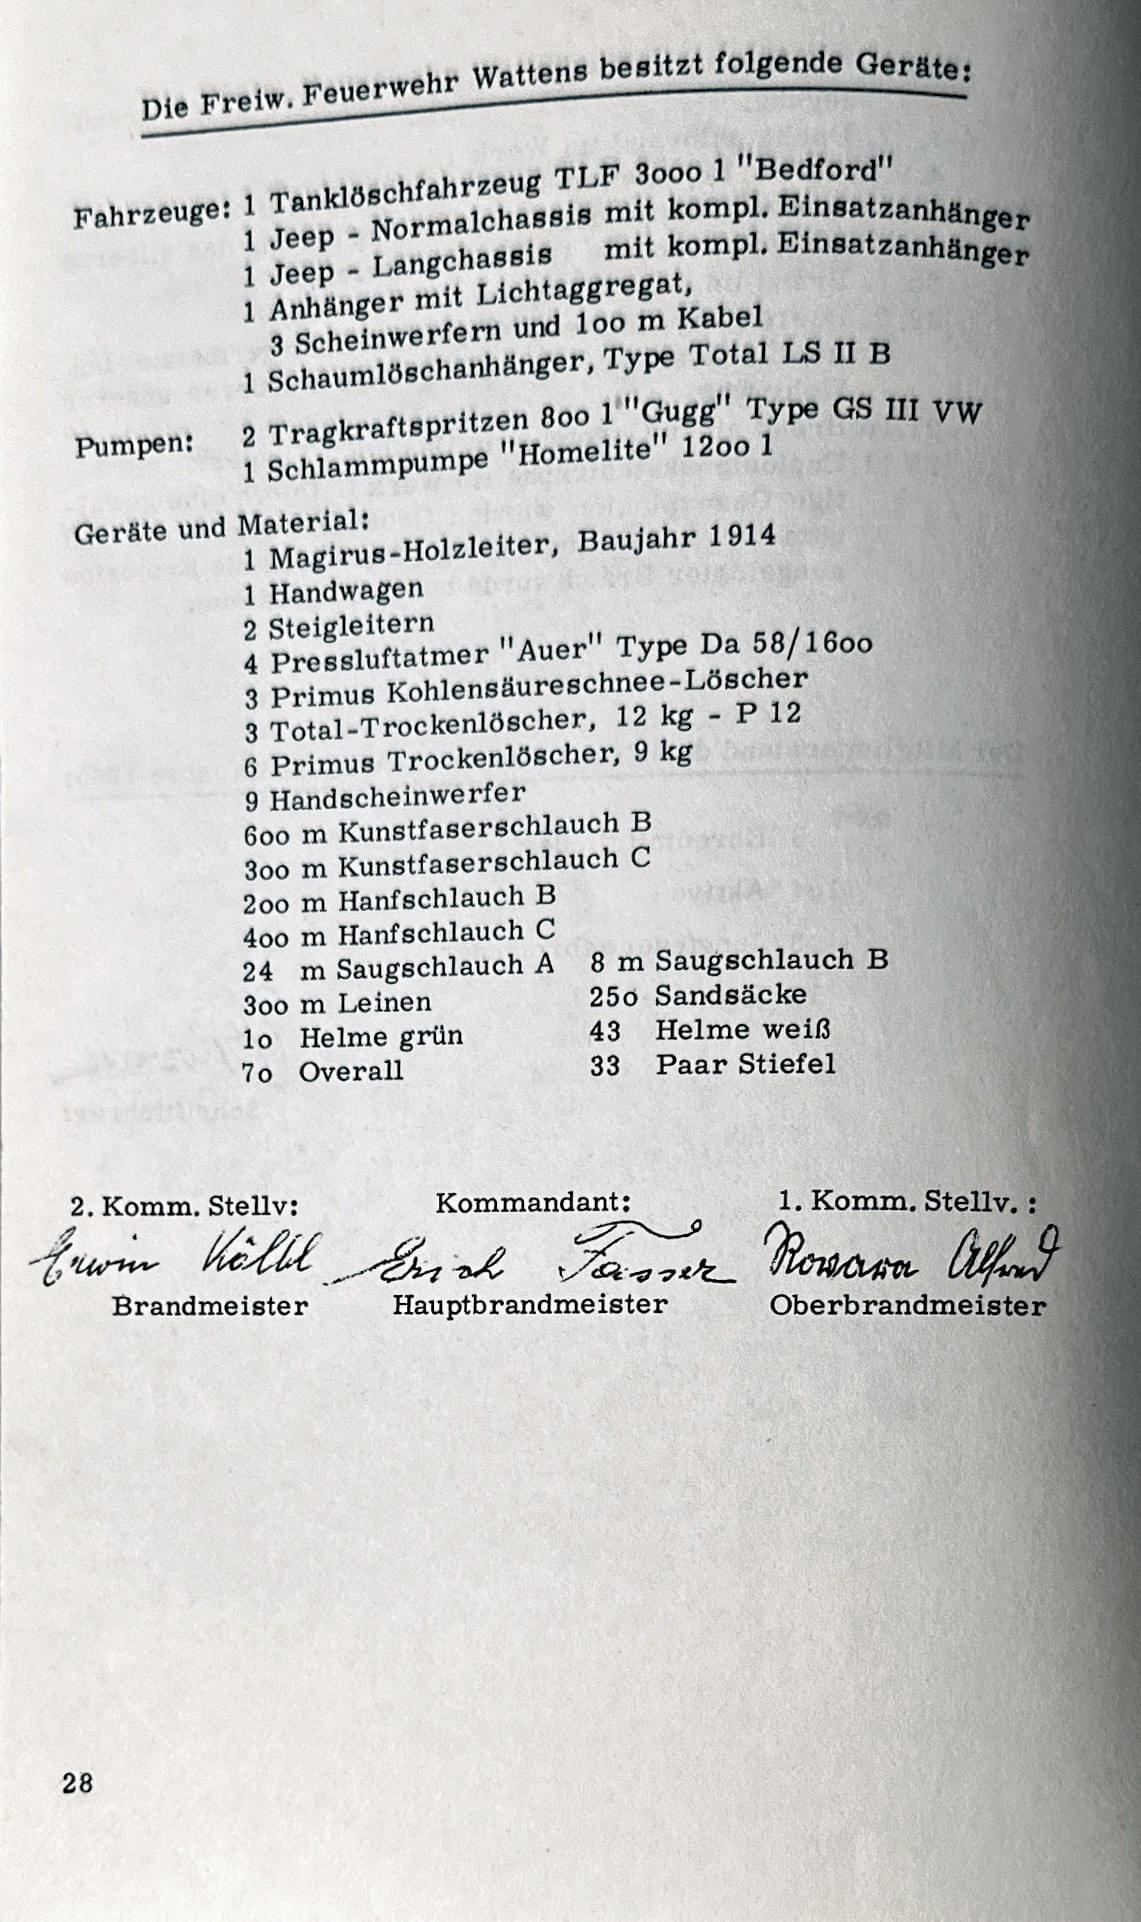 Die Freiw. Feuerwehr Wattens besitzt folgende Geräte:
Fahrzeuge: 1 Tanklöschfahrzeug TLF 3ooo l "Bedford"
1 Jeep - Normalchassis mit kompl. Einsatzanhänger
1 Jeep - Langchassis mit kompl. Einsatzanhänger
1 Anhänger mit Lichtaggregat,
3 Scheinwerfern und 1oo m Kabel
1 Schaumlöschanhänger, Type Total LS II B
Pumpen: 2 Tragkraftspritzen 8oo l "Gugg" Type GS III VW
1 Schlammpumpe "Homelite" 12oo l
Geräte und Material:
1 Magirus-Holzleiter, Baujahr 1914
1 Handwagen
2 Steigleitern
4 Pressluftatmer "Auer" Type Da 58/16oo
3 Primus Kohlensäureschnee-Löscher
3 Total-Trockenlöscher, 12 kg - P 12
6 Primus Trockenlöscher, 9 kg
9 Handscheinwerfer
6oo m Kunstfaserschlauch B
3oo m Kunstfaserschlauch C
2oo m Hanfschlauch B
4oo m Hanfschlauch C
24 m Saugschlauch A 8 m Saugschlauch B
3oo m Leinen 25o Sandsäcke
1o Helme grün 43 Helme weiß
7o Overall 33 Paar Stiefel
2. Komm. Stellv: Kommandant: 1. Komm. Stellv. :
Erwin Erich Fasser Alfred
Brandmeister Hauptbrandmeister Oberbrandmeister
28